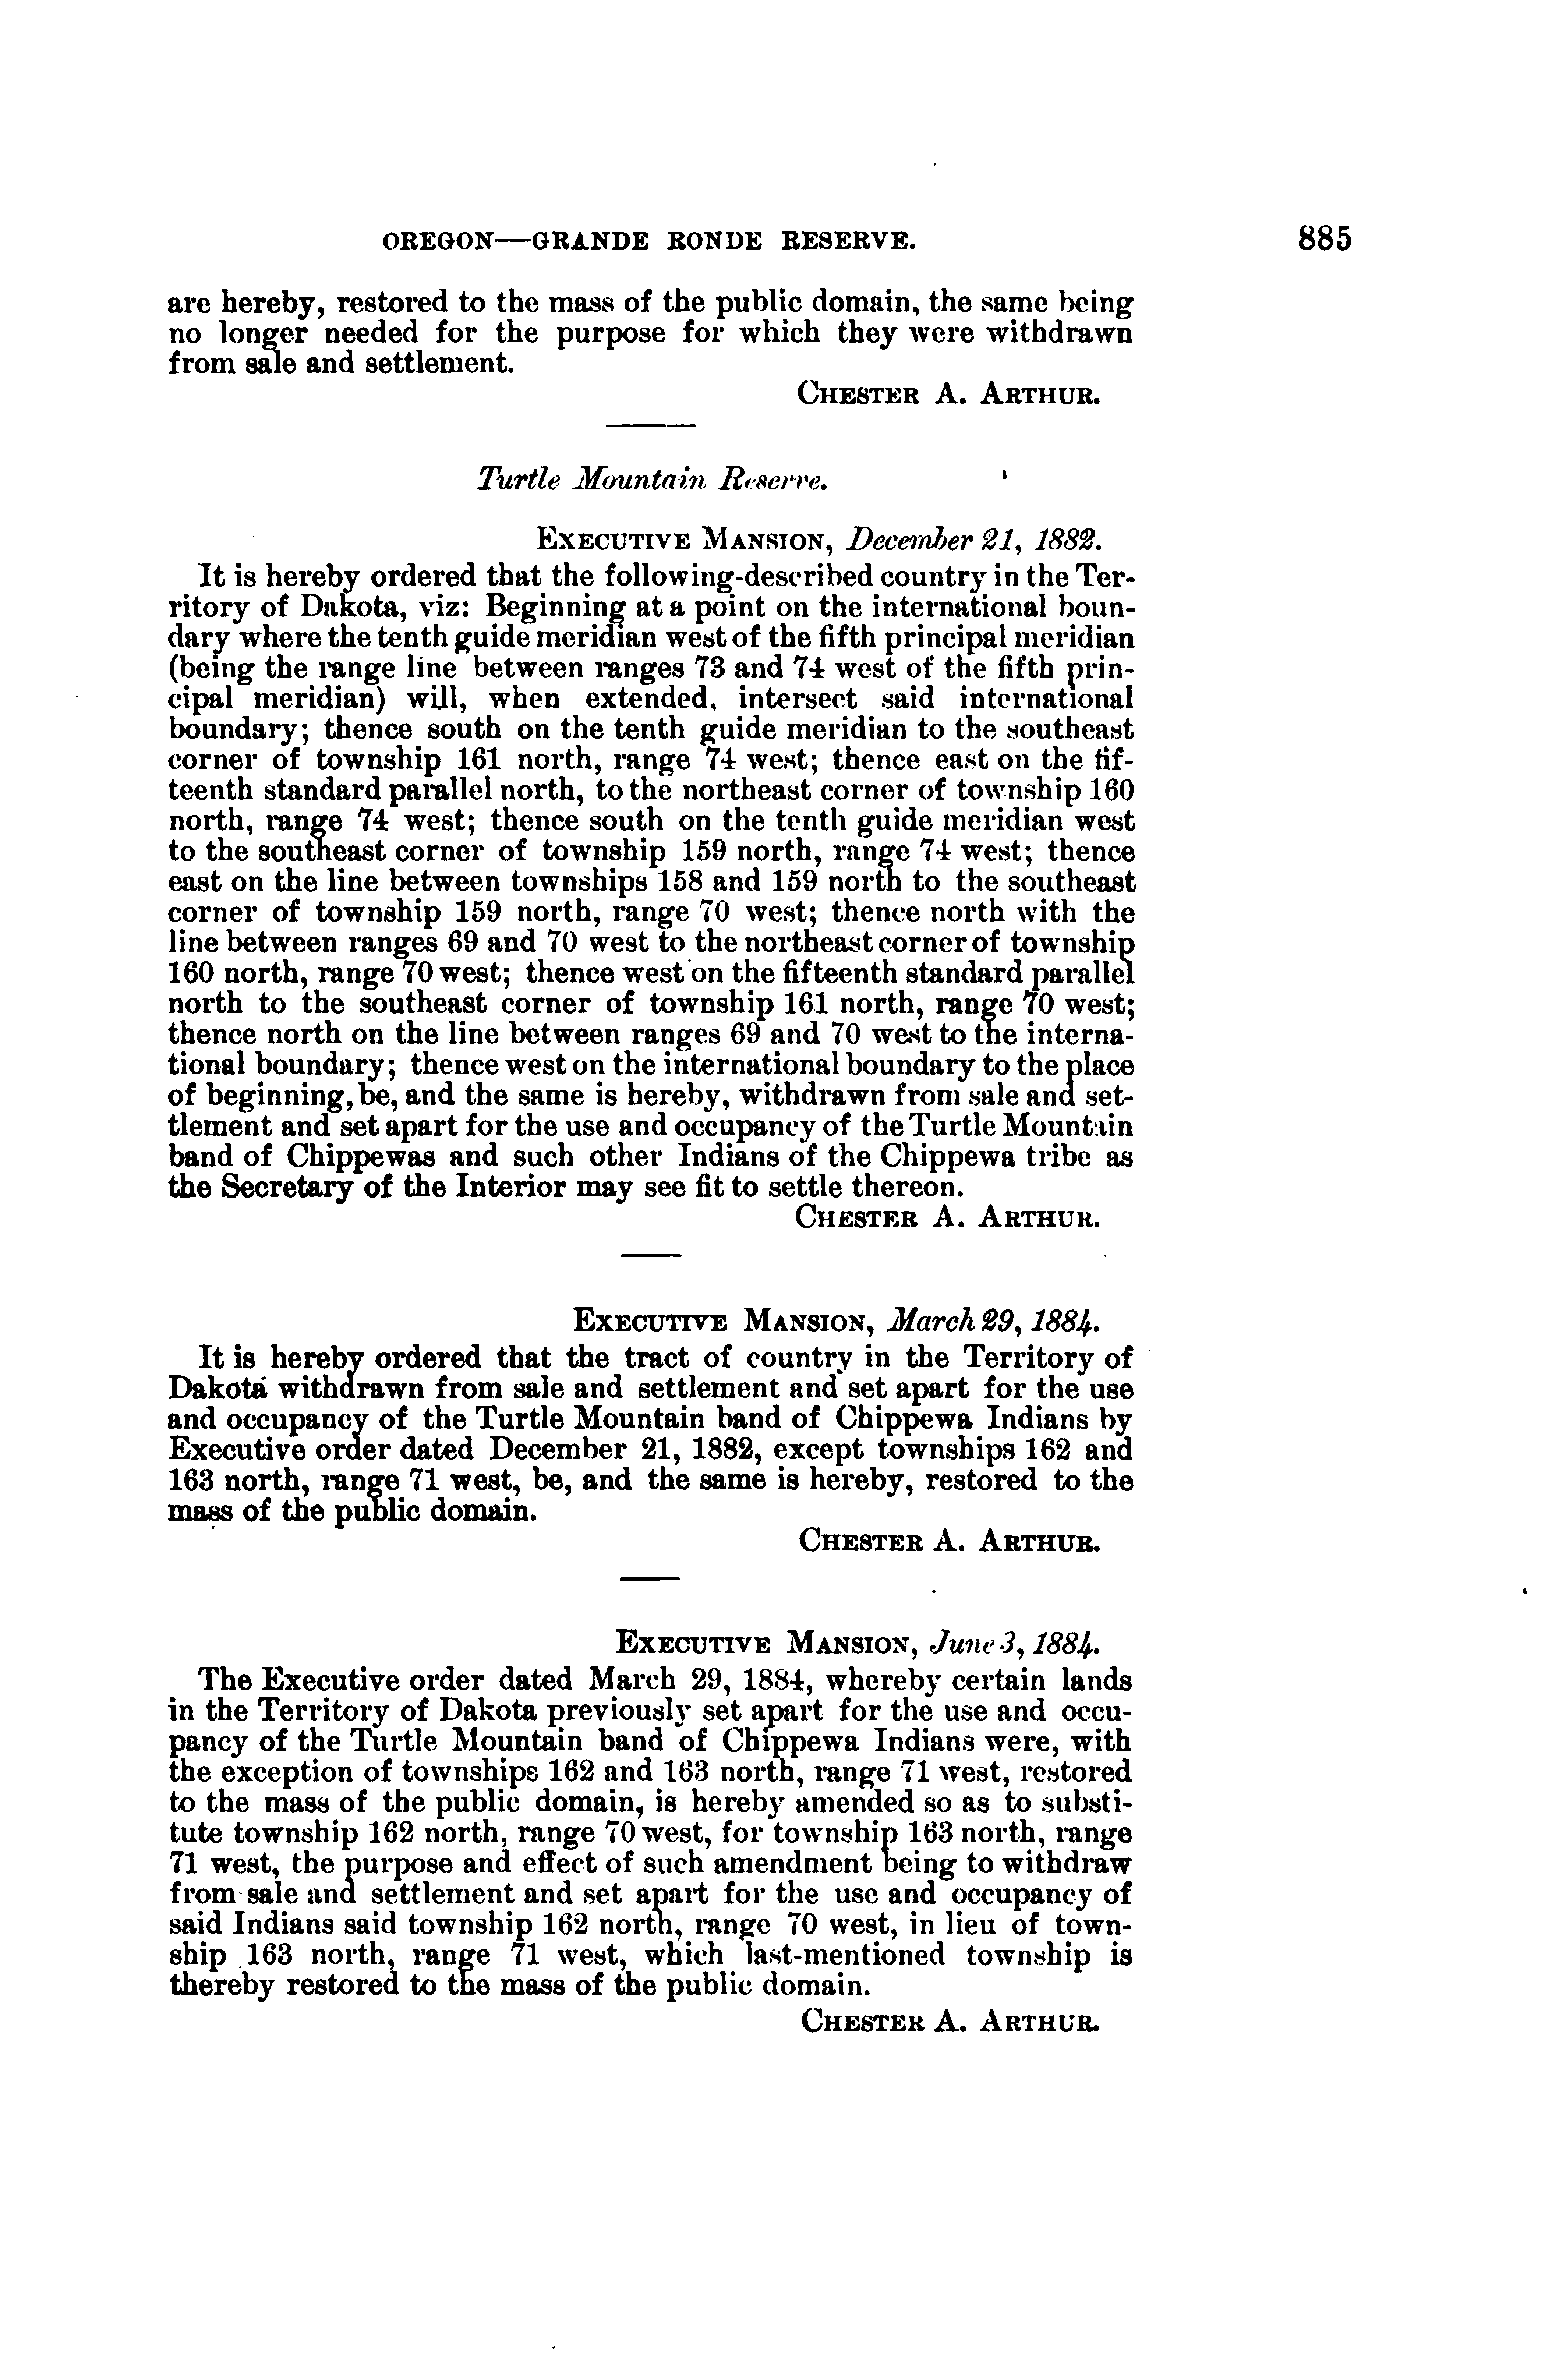 OREGON—GRANDE RONDE RESERVE. 885
are hereby, restored to the mass of the public domain, the same being
no longer needed for the purpose for which they were withdrawn
from sale and settlement.
CHESTER A. ARTHUR.
Turtle Mountain Reserve.
EXECUTIVE MANSION, December 21, 1882.
It is hereby ordered that the following-described country in the Ter-
ritory of Dakota, viz: Beginning at a point on the international boun-
dary where the tenth guide meridian west of the fifth principal meridian
(being the range line between ranges 73 and 74 west of the fifth prin-
cipal meridian) will, when extended, intersect said international
boundary; thence south on the tenth guide meridian to the southeast
corner of township 161 north, range 74 west; thence east on the fif-
teenth standard parallel north, to the northeast corner of township 160
north, range 74 west; thence south on the tenth guide meridian west
to the southeast corner of township 159 north, range 74 west; thence
east on the line between townships 158 and 159 north to the southeast
corner of township 159 north, range 70 west; thence north with the
line between ranges 69 and 70 west to the northeast corner of township
160 north, range 70 west; thence west on the fifteenth standard parallel
north to the southeast corner of township 161 north, range 70 west;
thence north on the line between ranges 69 and 70 west to the interna-
tional boundary; thence west on the international boundary to the place
of beginning, be, and the same is hereby, withdrawn from sale and set-
tlement and set apart for the use and occupancy of the Turtle Mountain
band of Chippewas and such other Indians of the Chippewa tribe as
the Secretary of the Interior may see fit to settle thereon.
CHESTER A. ARTHUR.
EXECUTIVE MANSION, March 29, 1884.
It is hereby ordered that the tract of country in the Territory of
Dakota withdrawn from sale and settlement and set apart for the use
and occupancy of the Turtle Mountain band of Chippewa Indians by
Executive order dated December 21, 1882, except townships 162 and
163 north, range 71 west, be, and the same is hereby, restored to the
mass of the public domain.
CHESTER A. ARTHUR.
EXECUTIVE MANSION, June 3, 1884.
The Executive order dated March 29, 1884, whereby certain lands
in the Territory of Dakota previously set apart for the use and occu-
pancy of the Turtle Mountain band of Chippewa Indians were, with
the exception of townships 162 and 163 north, range 71 west, restored
to the mass of the public domain, is hereby amended so as to substi-
tute township 162 north, range 70 west, for township 163 north, range
71 west, the purpose and effect of such amendment being to withdraw
from sale and settlement and set apart for the use and occupancy of
said Indians said township 162 north, range 70 west, in lieu of town-
ship 163 north, range 71 west, which last-mentioned township is
thereby restored to the mass of the public domain.
CHESTER A. ARTHUR.